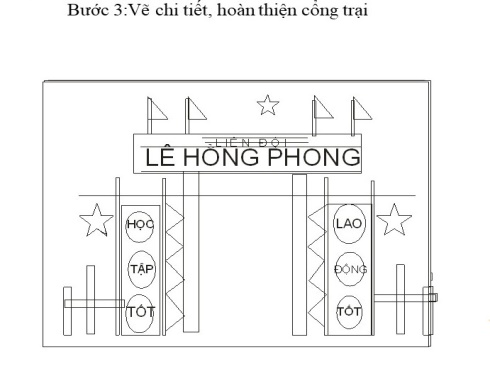 Bước 3:Vẽ chi tiết, hoàn thiện cổng trại
LIÊN ĐỘI
LÊ HỒNG PHONG
HỌC
LAO
TẬP
ĐỘNG
TỐT
TỐT